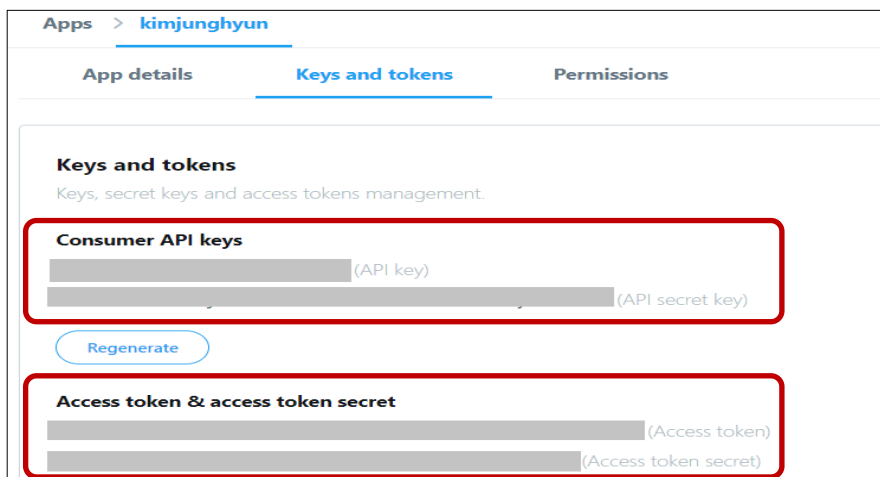 Apps > kimjunghyun
App details Keys and tokens Permissions
Keys and tokens
Keys, secret keys and access tokens management.
Consumer API keys
(API key)
(API secret key)
Regenerate
Access token & access token secret
(Access token)
(Access token secret)